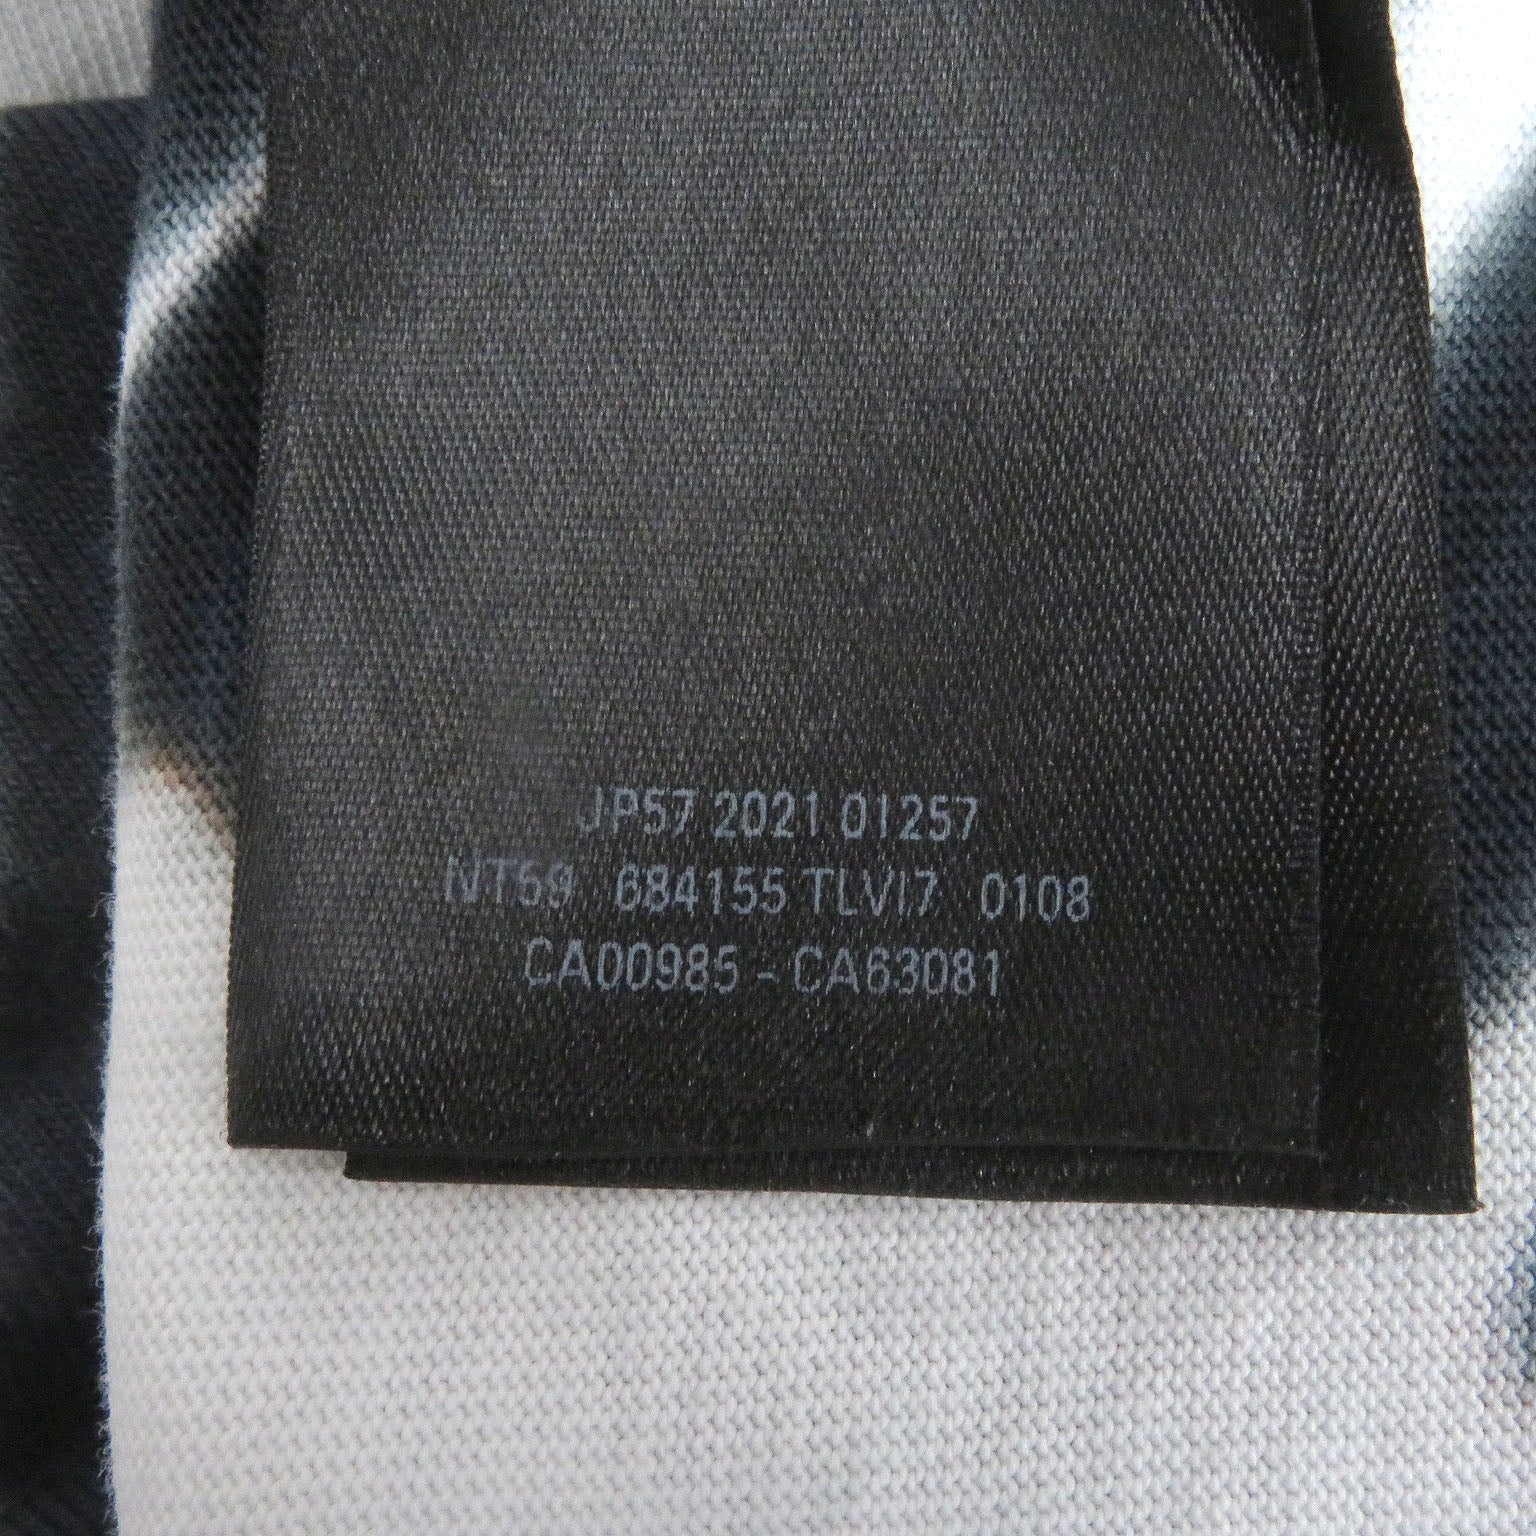 JP57 2021 01257
NT59 684155 TLVI7 0108
CA00985 - CA63081